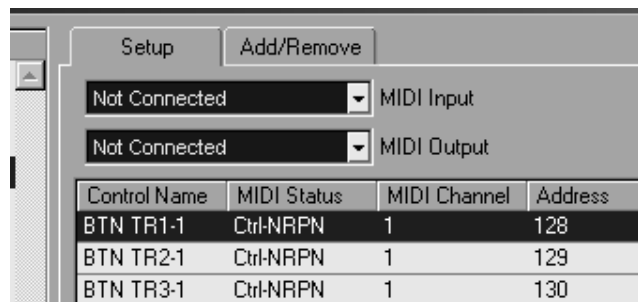 Setup Add/Remove
Not Connected MIDI Input
Not Connected MIDI Output
Control Name MIDI Status MIDI Channel Address
BTN TR1-1 Ctrl-NRPN 1 128
BTN TR2-1 Ctrl-NRPN 1 129
BTN TR3-1 Ctrl-NRPN 1 130